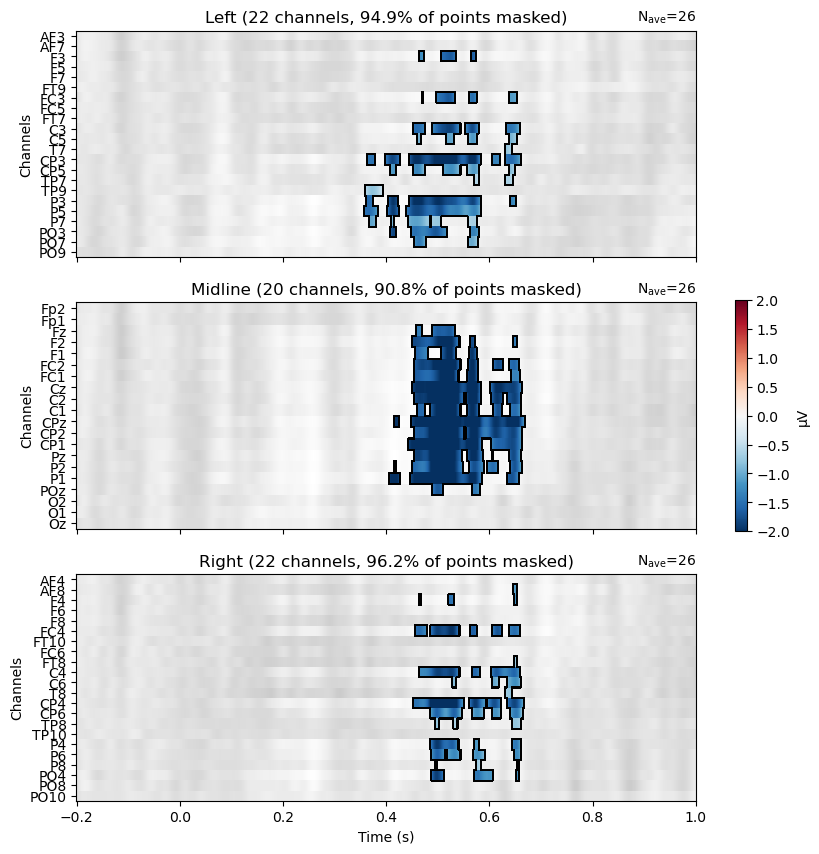 Left (22 channels, 94.9% of points masked)
Nave=26
Channels
AF3
AF7
F3
F5
F7
FT9
FC3
FC5
FT7
C3
C5
T7
CP3
CP5
TP7
TP9
P3
P5
P7
PO3
PO7
PO9
Midline (20 channels, 90.8% of points masked)
Nave=26
Channels
Fp2
Fp1
Fz
F2
F1
FC2
FC1
Cz
C2
C1
CPz
CP2
CP1
Pz
P2
P1
POz
O2
O1
Oz
2.0
1.5
1.0
0.5
0.0
−0.5
−1.0
−1.5
−2.0
µV
Right (22 channels, 96.2% of points masked)
Nave=26
Channels
AF4
AF8
F4
F6
F8
FC4
FT10
FC6
FT8
C4
C6
T8
CP4
CP6
TP8
TP10
P4
P6
P8
PO4
PO8
PO10
−0.2 0.0 0.2 0.4 0.6 0.8 1.0
Time (s)